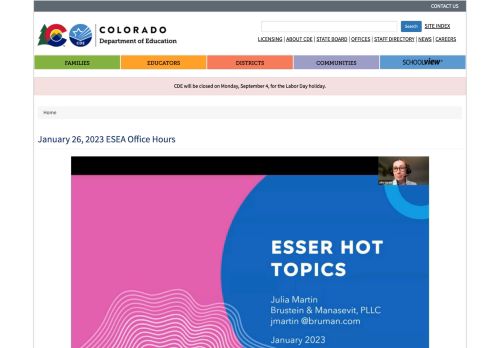 CONTACT US
COLORADO
Department of Education
CDE
Search
SITE INDEX
LICENSING | ABOUT CDE | STATE BOARD | OFFICES | STAFF DIRECTORY | NEWS | CAREERS
FAMILIES
EDUCATORS
DISTRICTS
COMMUNITIES
SCHOOLVIEW
CDE will be closed on Monday, September 4, for the Labor Day holiday.
Home
January 26, 2023 ESEA Office Hours
ESSER HOT
TOPICS
Julia Martin
Brustein & Manasevit, PLLC
jmartin @bruman.com
January 2023